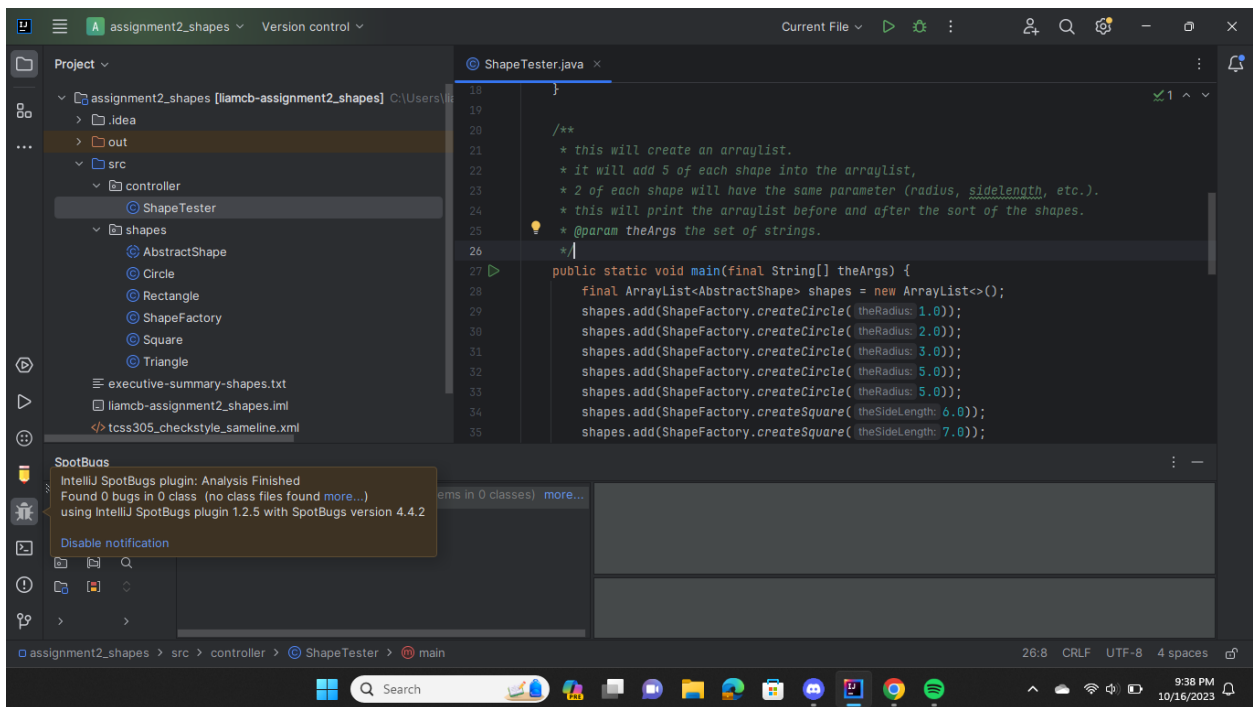 A assignment2_shapes Version control Current File
Project
ShapeTester.java
assignment2_shapes [liamcb-assignment2_shapes] C:\Users\
.idea
out
src
controller
ShapeTester
shapes
AbstractShape
Circle
Rectangle
ShapeFactory
Square
Triangle
executive-summary-shapes.txt
liamcb-assignment2_shapes.iml
tcss305_checkstyle_sameline.xml
1
18 }
19
20 /**
21 * this will create an arraylist.
22 * it will add 5 of each shape into the arraylist,
23 * 2 of each shape will have the same parameter (radius, sidelength, etc.).
24 * this will print the arraylist before and after the sort of the shapes.
25 * @param theArgs the set of strings.
26 */
27 public static void main(final String[] theArgs) {
28 final ArrayList<AbstractShape> shapes = new ArrayList<>();
29 shapes.add(ShapeFactory.createCircle( theRadius: 1.0));
30 shapes.add(ShapeFactory.createCircle( theRadius: 2.0));
31 shapes.add(ShapeFactory.createCircle( theRadius: 3.0));
32 shapes.add(ShapeFactory.createCircle( theRadius: 5.0));
33 shapes.add(ShapeFactory.createCircle( theRadius: 5.0));
34 shapes.add(ShapeFactory.createSquare( theSideLength: 6.0));
35 shapes.add(ShapeFactory.createSquare( theSideLength: 7.0));
SpotBugs
IntelliJ SpotBugs plugin: Analysis Finished
Found 0 bugs in 0 class (no class files found more...)
using IntelliJ SpotBugs plugin 1.2.5 with SpotBugs version 4.4.2
Disable notification
ems in 0 classes) more...
assignment2_shapes > src > controller > ShapeTester > main 26:8 CRLF UTF-8 4 spaces
Search
9:38 PM
10/16/2023